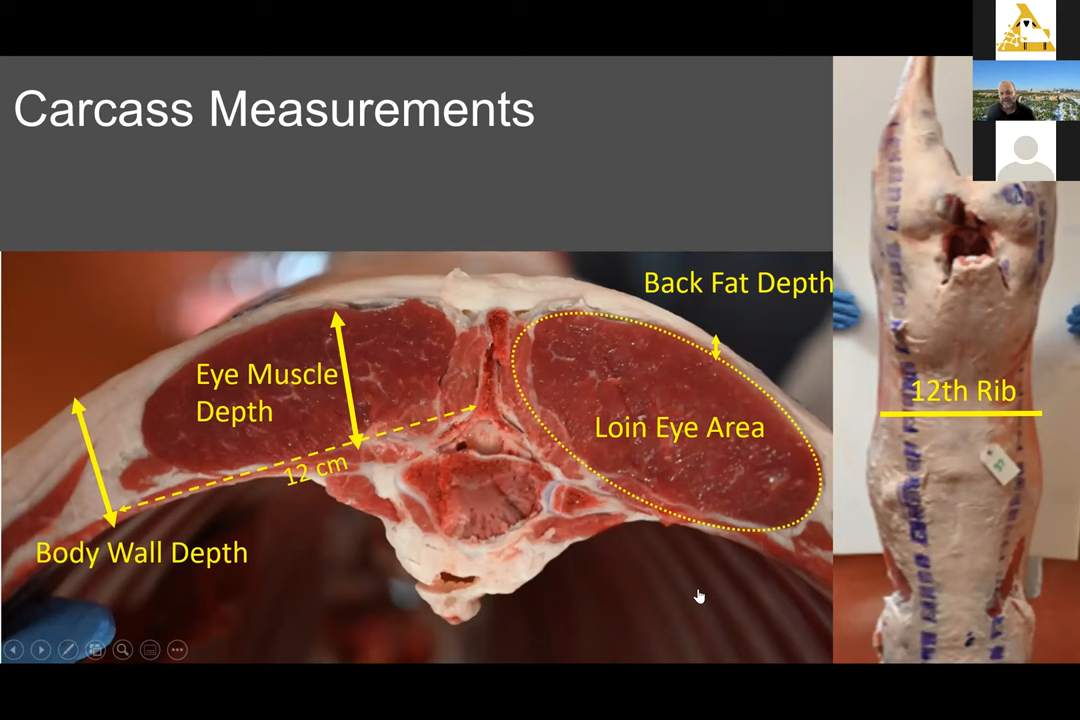 Carcass Measurements
Back Fat Depth
Eye Muscle
Depth
Loin Eye Area
12 cm
Body Wall Depth
12th Rib